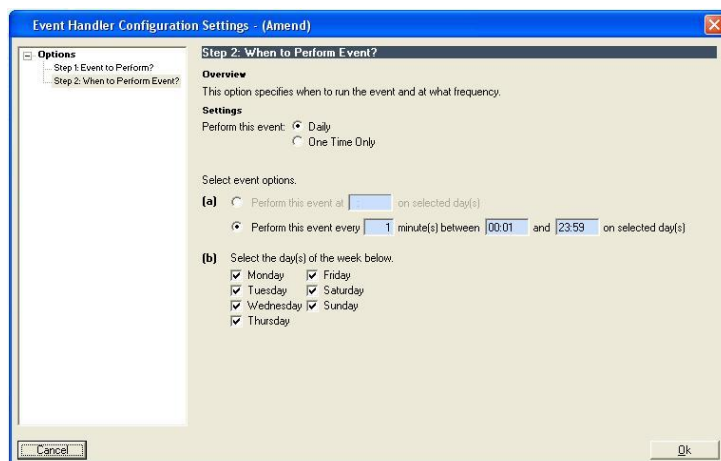 Event Handler Configuration Settings - (Amend)
Options
Step 1: Event to Perform?
Step 2: When to Perform Event?
Step 2: When to Perform Event?
Overview
This option specifies when to run the event and at what frequency.
Settings
Perform this event: Daily
One Time Only
Select event options.
(a) Perform this event at : on selected day(s)
Perform this event every 1 minute(s) between 00:01 and 23:59 on selected day(s)
(b) Select the day(s) of the week below.
Monday Friday
Tuesday Saturday
Wednesday Sunday
Thursday
Cancel Ok